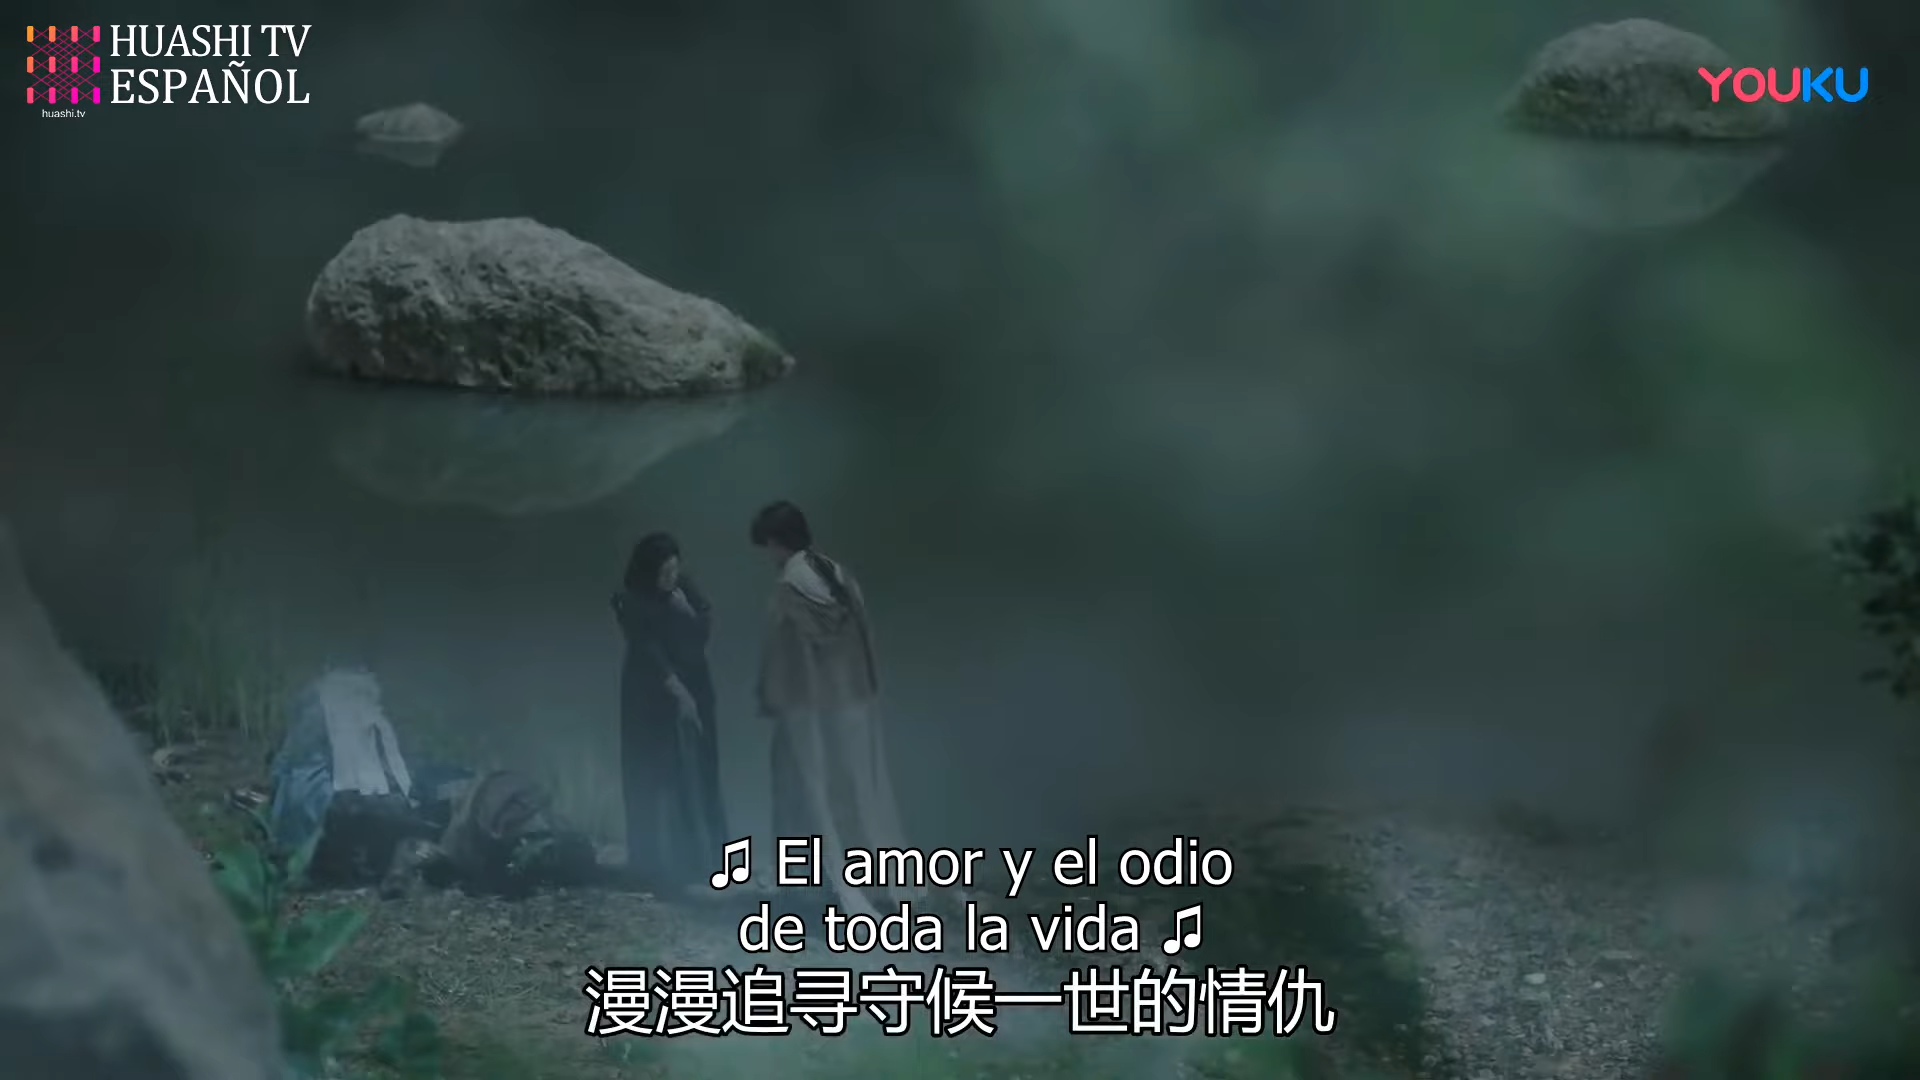 HUASHI TV
ESPAÑOL
huashi.tv
YOUKU
♫ El amor y el odio
de toda la vida ♫
漫漫追寻守候一世的情仇